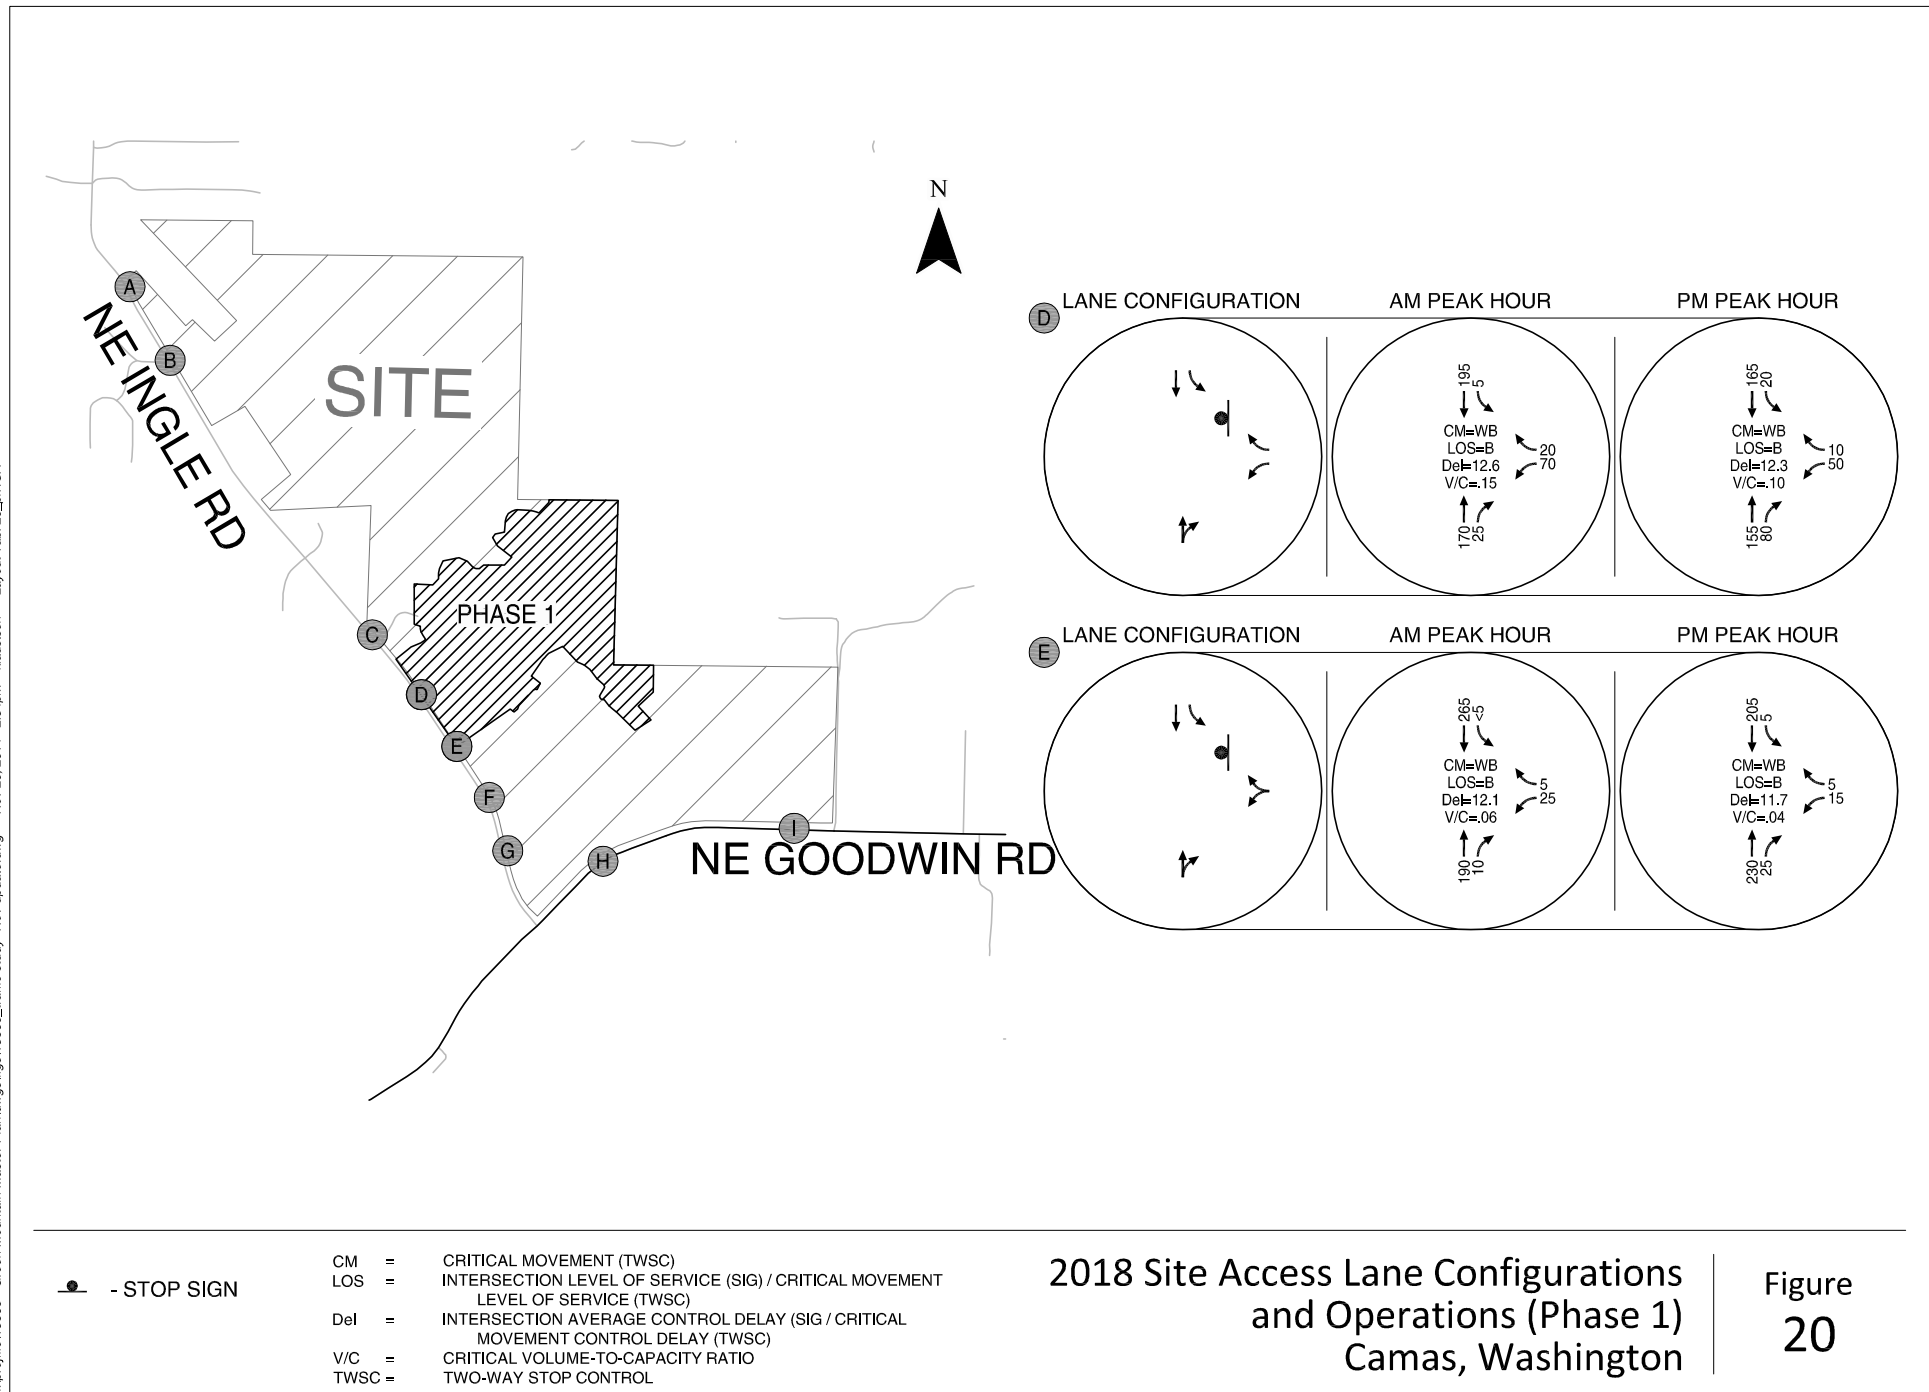 N
A
B
NE INGLE RD
SITE
PHASE 1
C
D
E
F
G
H
I
NE GOODWIN RD
D
LANE CONFIGURATION
AM PEAK HOUR
PM PEAK HOUR
195
5
CM=WB
LOS=B
Del=12.6
V/C=.15
20
70
170
25
165
20
CM=WB
LOS=B
Del=12.3
V/C=.10
10
50
155
80
E
LANE CONFIGURATION
AM PEAK HOUR
PM PEAK HOUR
265
<5
CM=WB
LOS=B
Del=12.1
V/C=.06
5
25
190
10
205
5
CM=WB
LOS=B
Del=11.7
V/C=.04
5
15
230
25
- STOP SIGN
CM = CRITICAL MOVEMENT (TWSC)
LOS = INTERSECTION LEVEL OF SERVICE (SIG) / CRITICAL MOVEMENT
LEVEL OF SERVICE (TWSC)
Del = INTERSECTION AVERAGE CONTROL DELAY (SIG / CRITICAL
MOVEMENT CONTROL DELAY (TWSC)
V/C = CRITICAL VOLUME-TO-CAPACITY RATIO
TWSC = TWO-WAY STOP CONTROL
2018 Site Access Lane Configurations
and Operations (Phase 1)
Camas, Washington
Figure
20